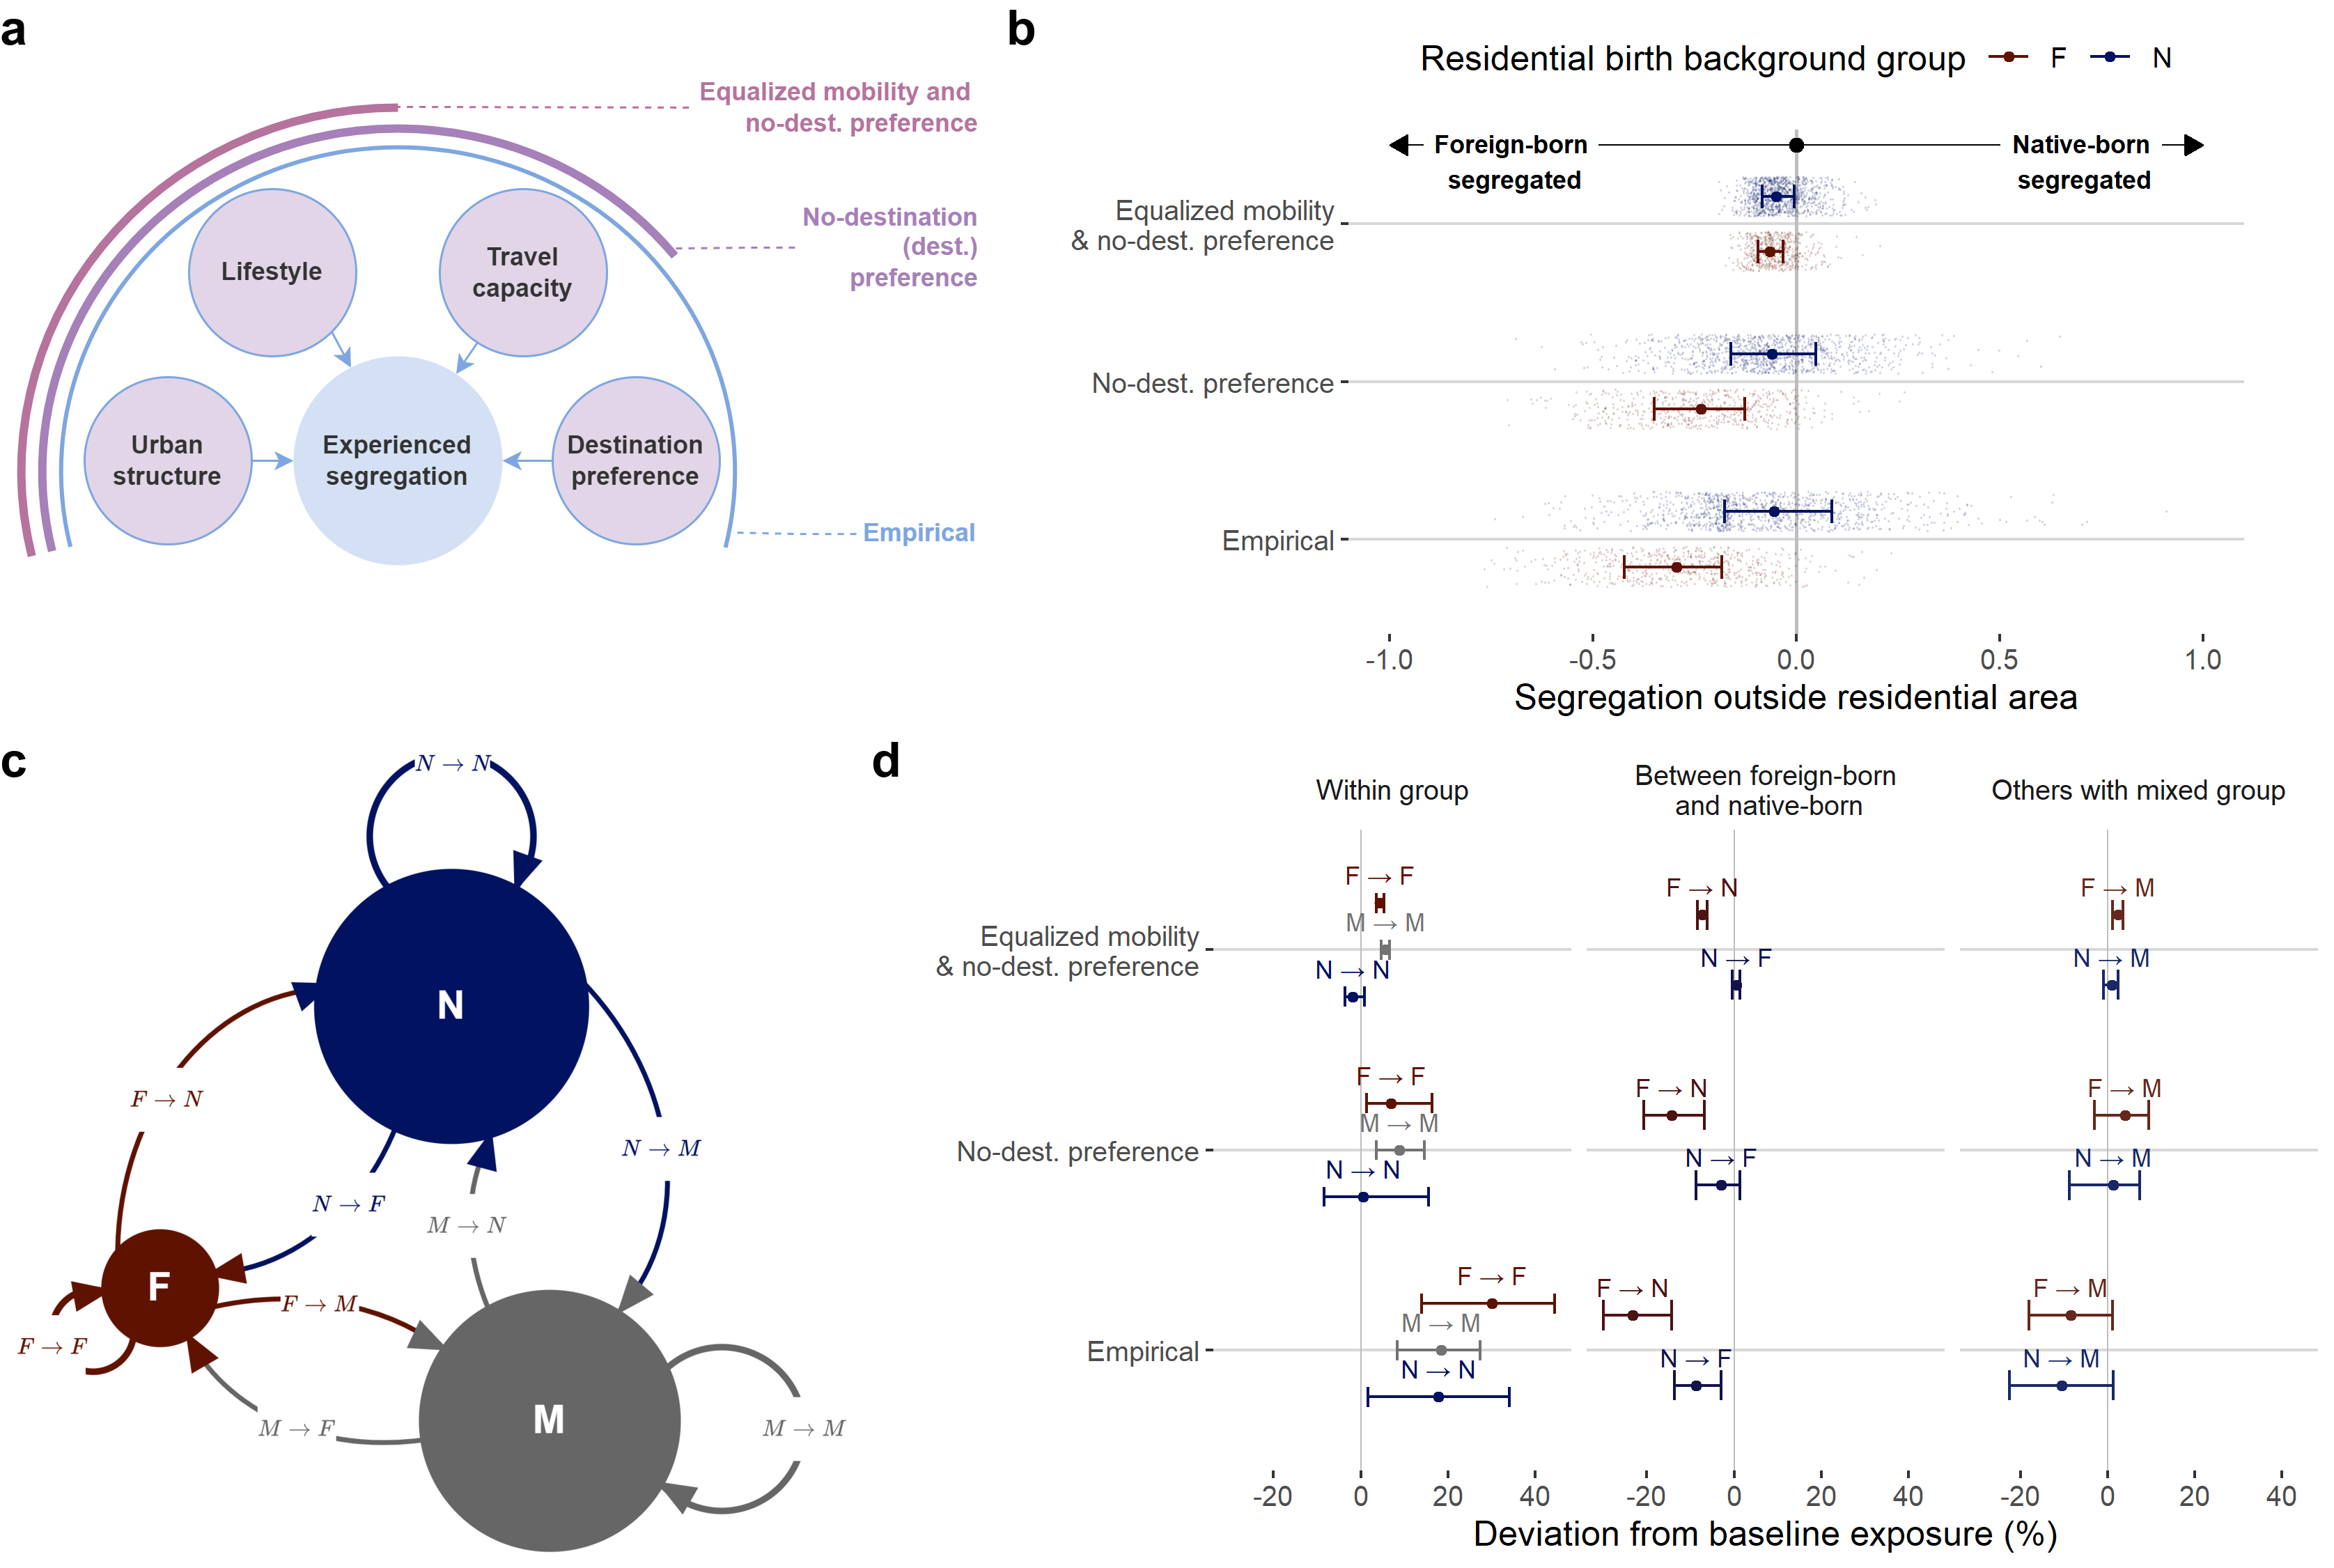 a
Equalized mobility and
no-dest. preference
No-destination
(dest.)
preference
Lifestyle
Travel
capacity
Urban
structure
Experienced
segregation
Destination
preference
Empirical
b
Residential birth background group F N
Foreign-born
segregated
Native-born
segregated
Equalized mobility
& no-dest. preference
No-dest. preference
Empirical
-1.0 -0.5 0.0 0.5 1.0
Segregation outside residential area
c
N → N
N
F → N
N → M
N → F
M → N
F
F → M
F → F
M → F
M
M → M
d
Within group
Between foreign-born
and native-born
Others with mixed group
Equalized mobility
& no-dest. preference
F → F
M → M
N → N
F → N
N → F
F → M
N → M
No-dest. preference
F → F
M → M
N → N
F → N
N → F
F → M
N → M
Empirical
F → F
M → M
N → N
F → N
N → F
F → M
N → M
-20 0 20 40 -20 0 20 40 -20 0 20 40
Deviation from baseline exposure (%)